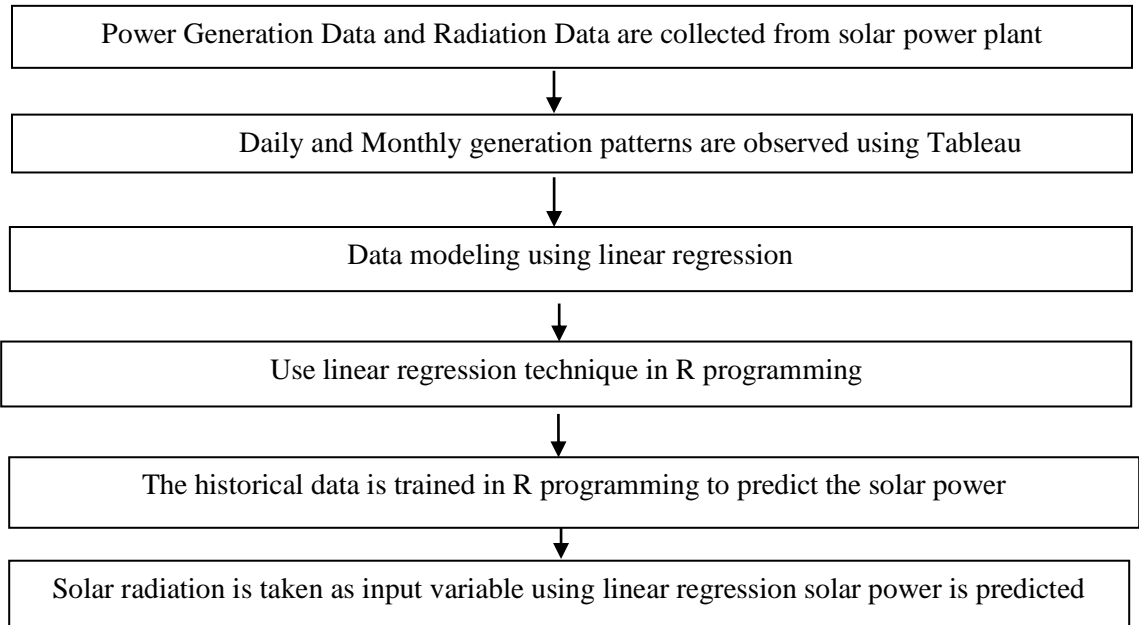 Power Generation Data and Radiation Data are collected from solar power plant
Daily and Monthly generation patterns are observed using Tableau
Data modeling using linear regression
Use linear regression technique in R programming
The historical data is trained in R programming to predict the solar power
Solar radiation is taken as input variable using linear regression solar power is predicted